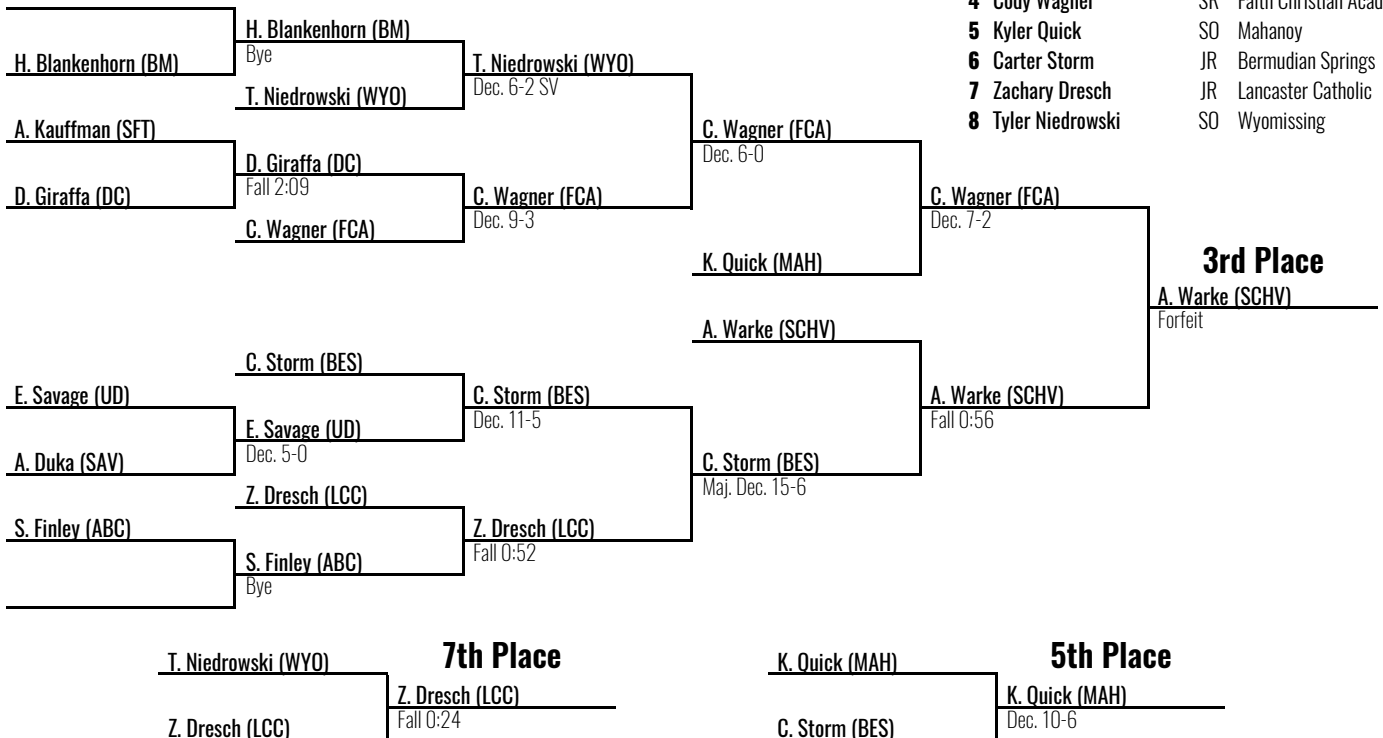 4 Cody Wagner SR Faith Christian Acad
H. Blankenhorn (BM)
5 Kyler Quick SO Mahanoy
Bye
H. Blankenhorn (BM)
T. Niedrowski (WYO)
6 Carter Storm JR Bermudian Springs
Dec. 6-2 SV
T. Niedrowski (WYO)
7 Zachary Dresch JR Lancaster Catholic
A. Kauffman (SFT)
C. Wagner (FCA)
8 Tyler Niedrowski SO Wyomissing
Dec. 6-0
D. Giraffa (DC)
Fall 2:09
D. Giraffa (DC)
C. Wagner (FCA)
C. Wagner (FCA)
Dec. 9-3
Dec. 7-2
C. Wagner (FCA)
K. Quick (MAH)
3rd Place
A. Warke (SCHV)
Forfeit
A. Warke (SCHV)
C. Storm (BES)
E. Savage (UD)
C. Storm (BES)
A. Warke (SCHV)
Dec. 11-5
Fall 0:56
E. Savage (UD)
Dec. 5-0
A. Duka (SAV)
C. Storm (BES)
Maj. Dec. 15-6
Z. Dresch (LCC)
S. Finley (ABC)
Z. Dresch (LCC)
Fall 0:52
S. Finley (ABC)
Bye
T. Niedrowski (WYO)
7th Place
K. Quick (MAH)
5th Place
Z. Dresch (LCC)
K. Quick (MAH)
Fall 0:24
Dec. 10-6
Z. Dresch (LCC)
C. Storm (BES)